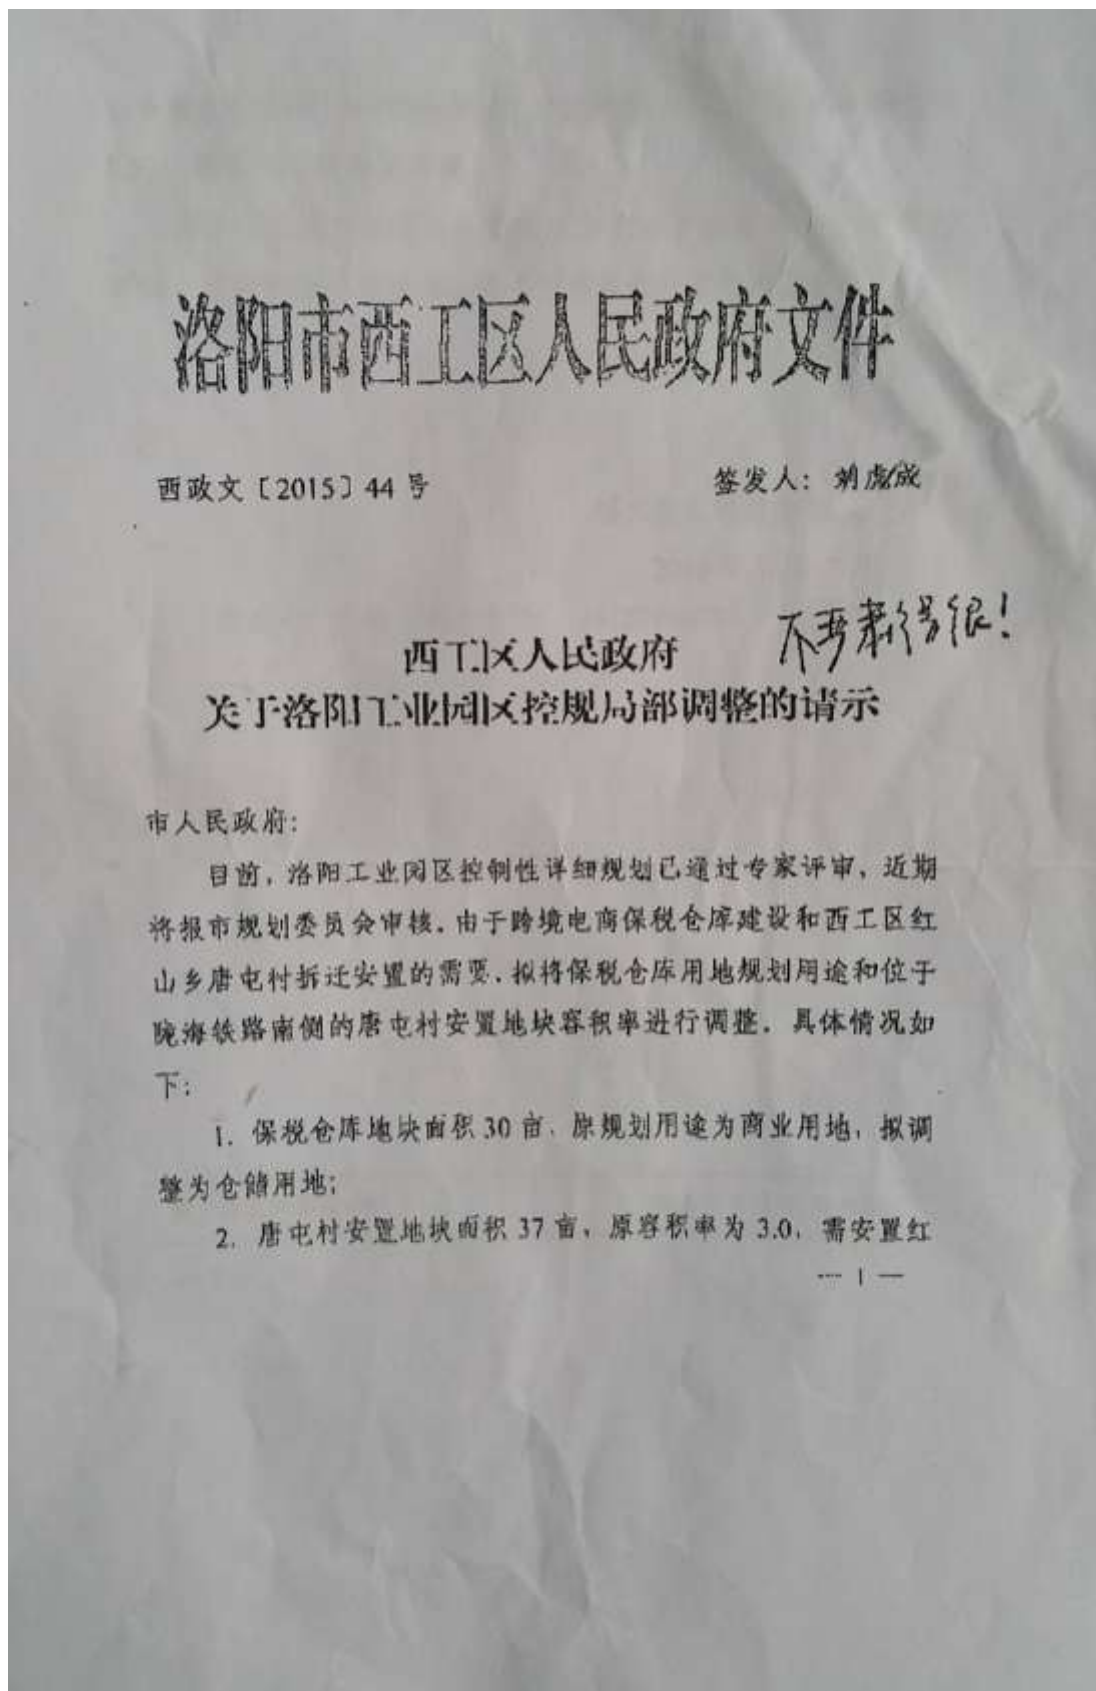 洛阳市西工区人民政府文件
西政文〔2015〕44 号
签发人：胡虎成
西工区人民政府
关于洛阳工业园区控规局部调整的请示
市人民政府：
目前，洛阳工业园区控制性详细规划已通过专家评审，近期
将报市规划委员会审核。由于跨境电商保税仓库建设和西工区红
山乡唐屯村拆迁安置的需要，拟将保税仓库用地规划用途和位于
陇海铁路南侧的唐屯村安置地块容积率进行调整。具体情况如
下：
1. 保税仓库地块面积 30 亩，原规划用途为商业用地，拟调
整为仓储用地；
2. 唐屯村安置地块面积 37 亩，原容积率为 3.0，需安置红
— 1 —